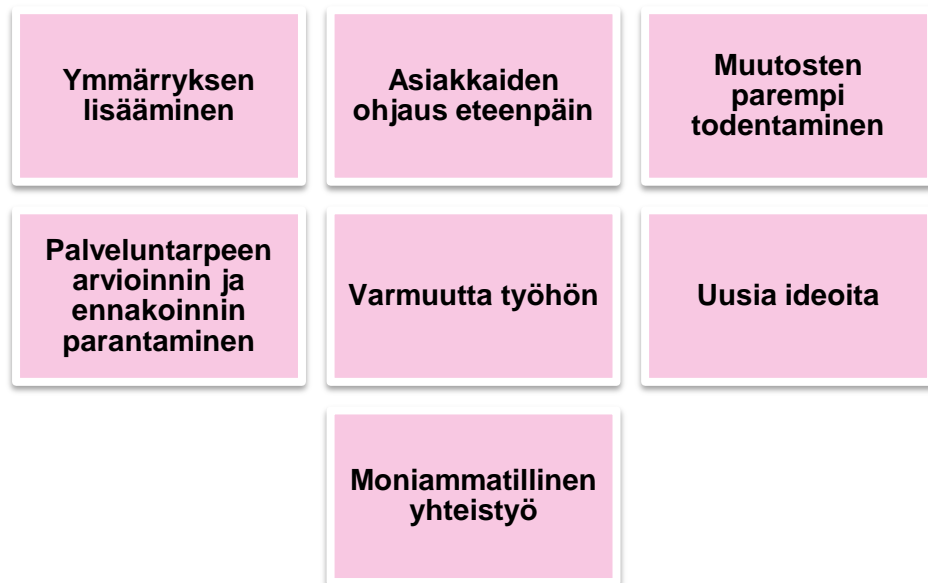 Ymmärryksen
lisääminen
Asiakkaiden
ohjaus eteenpäin
Muutosten
parempi
todentaminen
Palveluntarpeen
arvioinnin ja
ennakoinnin
parantaminen
Varmuutta työhön
Uusia ideoita
Moniammatillinen
yhteistyö